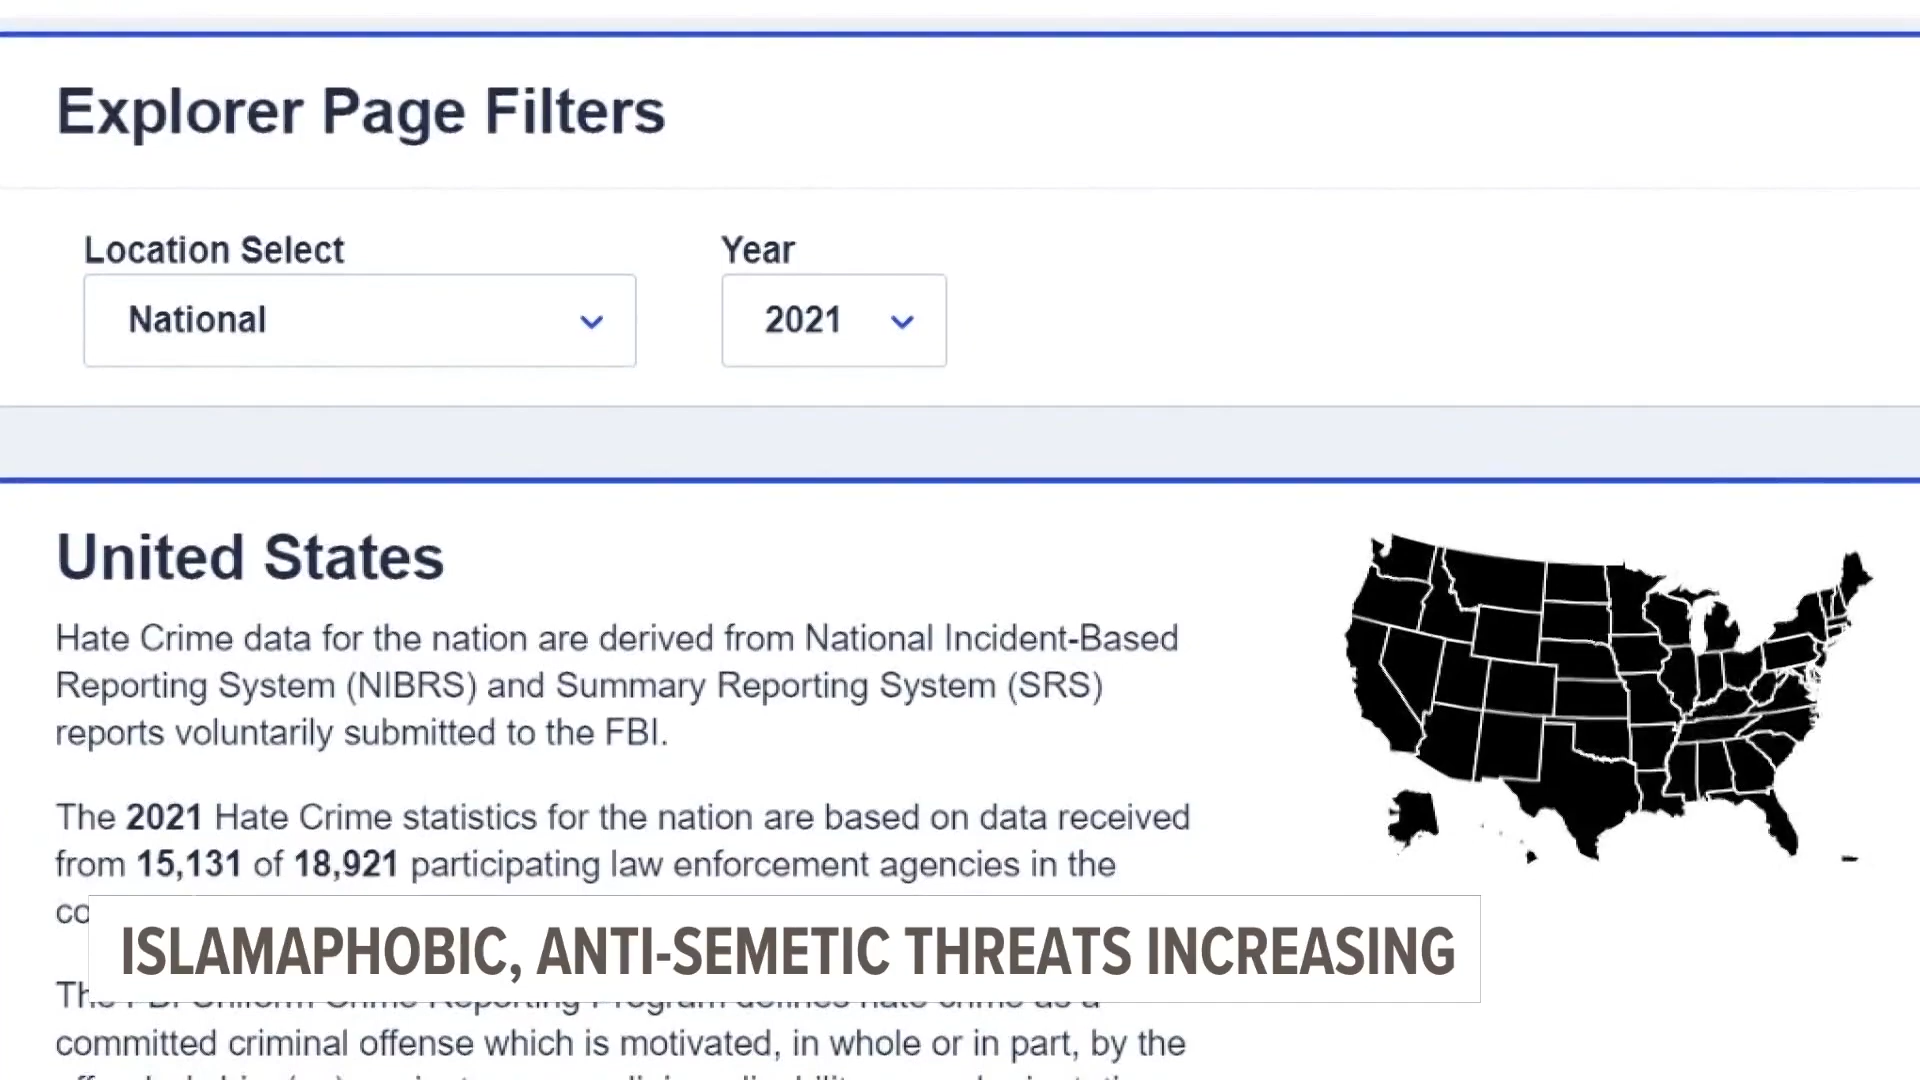 Explorer Page Filters
Location Select
Year
National
2021
United States
Hate Crime data for the nation are derived from National Incident-Based
Reporting System (NIBRS) and Summary Reporting System (SRS)
reports voluntarily submitted to the FBI.
The 2021 Hate Crime statistics for the nation are based on data received
from 15,131 of 18,921 participating law enforcement agencies in the
co
ISLAMAPHOBIC, ANTI-SEMETIC THREATS INCREASING
committed criminal offense which is motivated, in whole or in part, by the